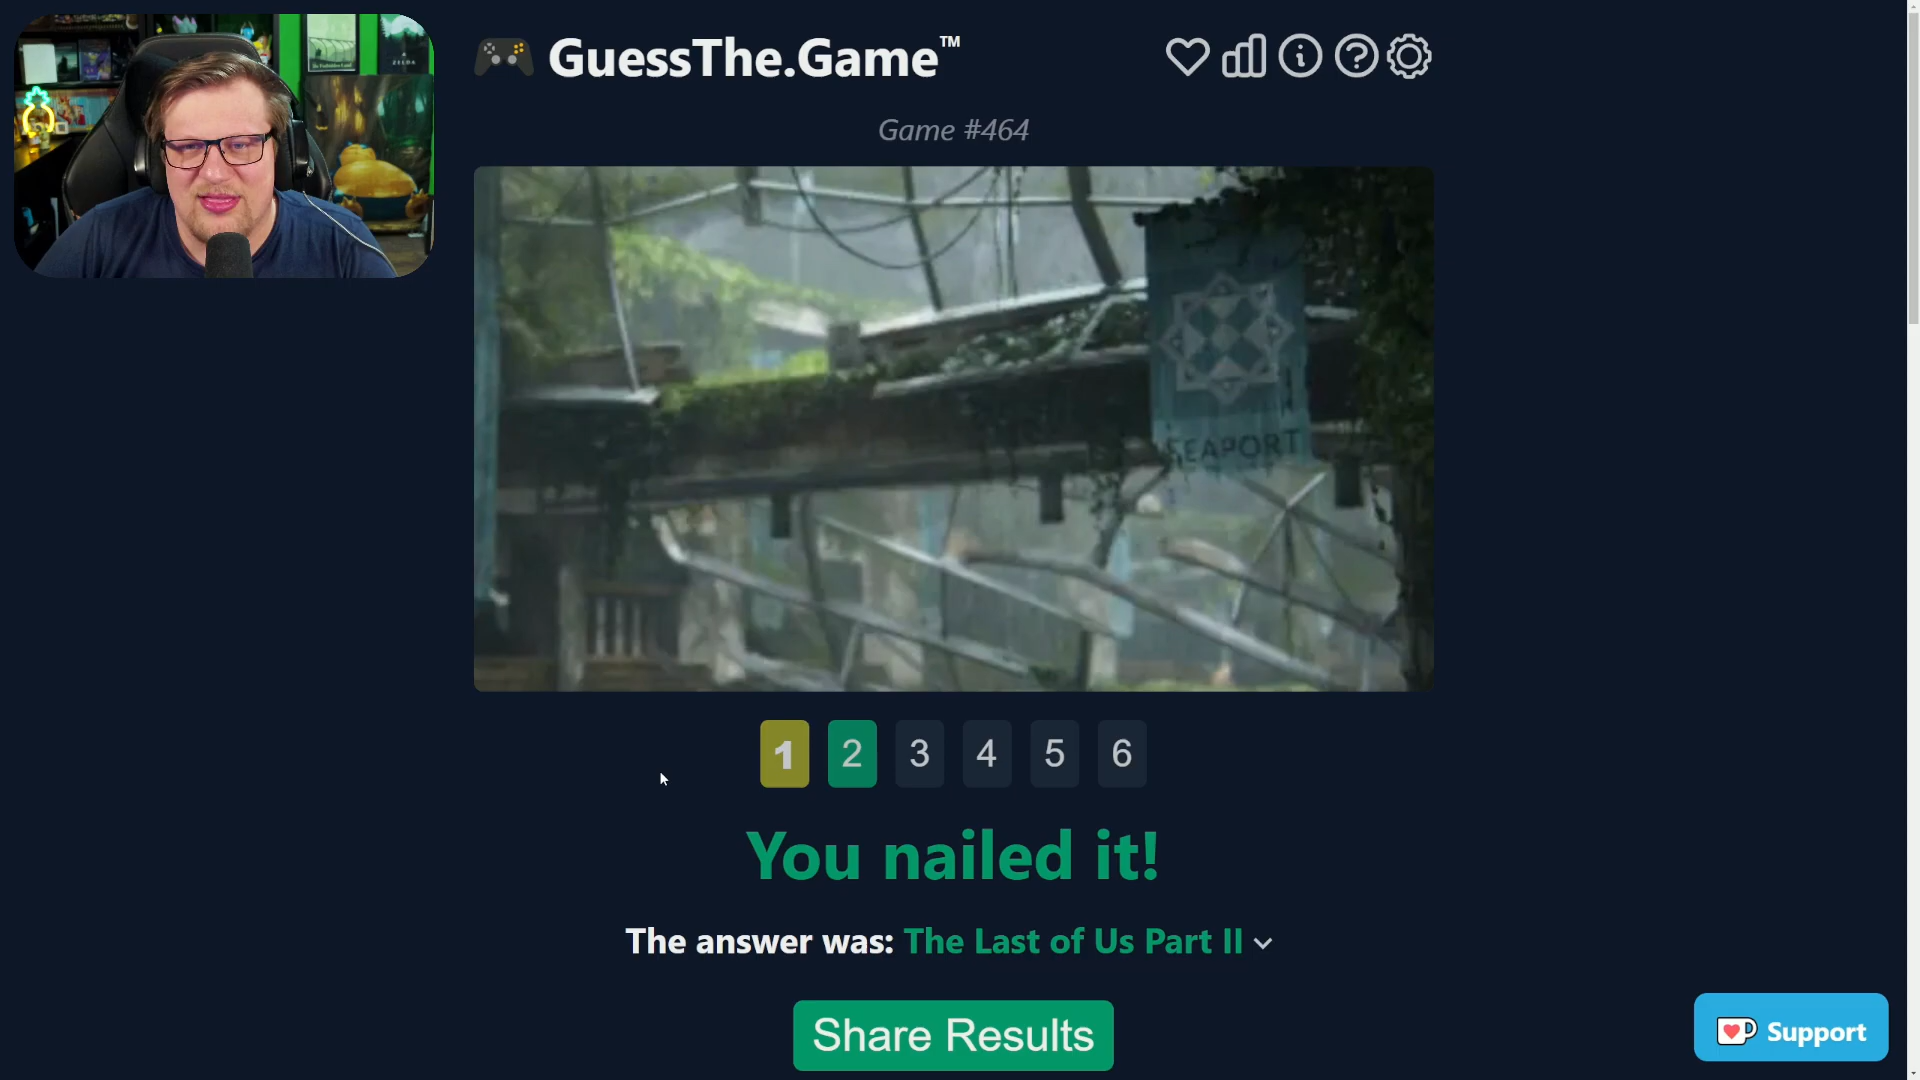 GuessThe.Game™
Game #464
SEAPORT
1 2 3 4 5 6
You nailed it!
The answer was: The Last of Us Part II
Share Results
Support
ZELDA